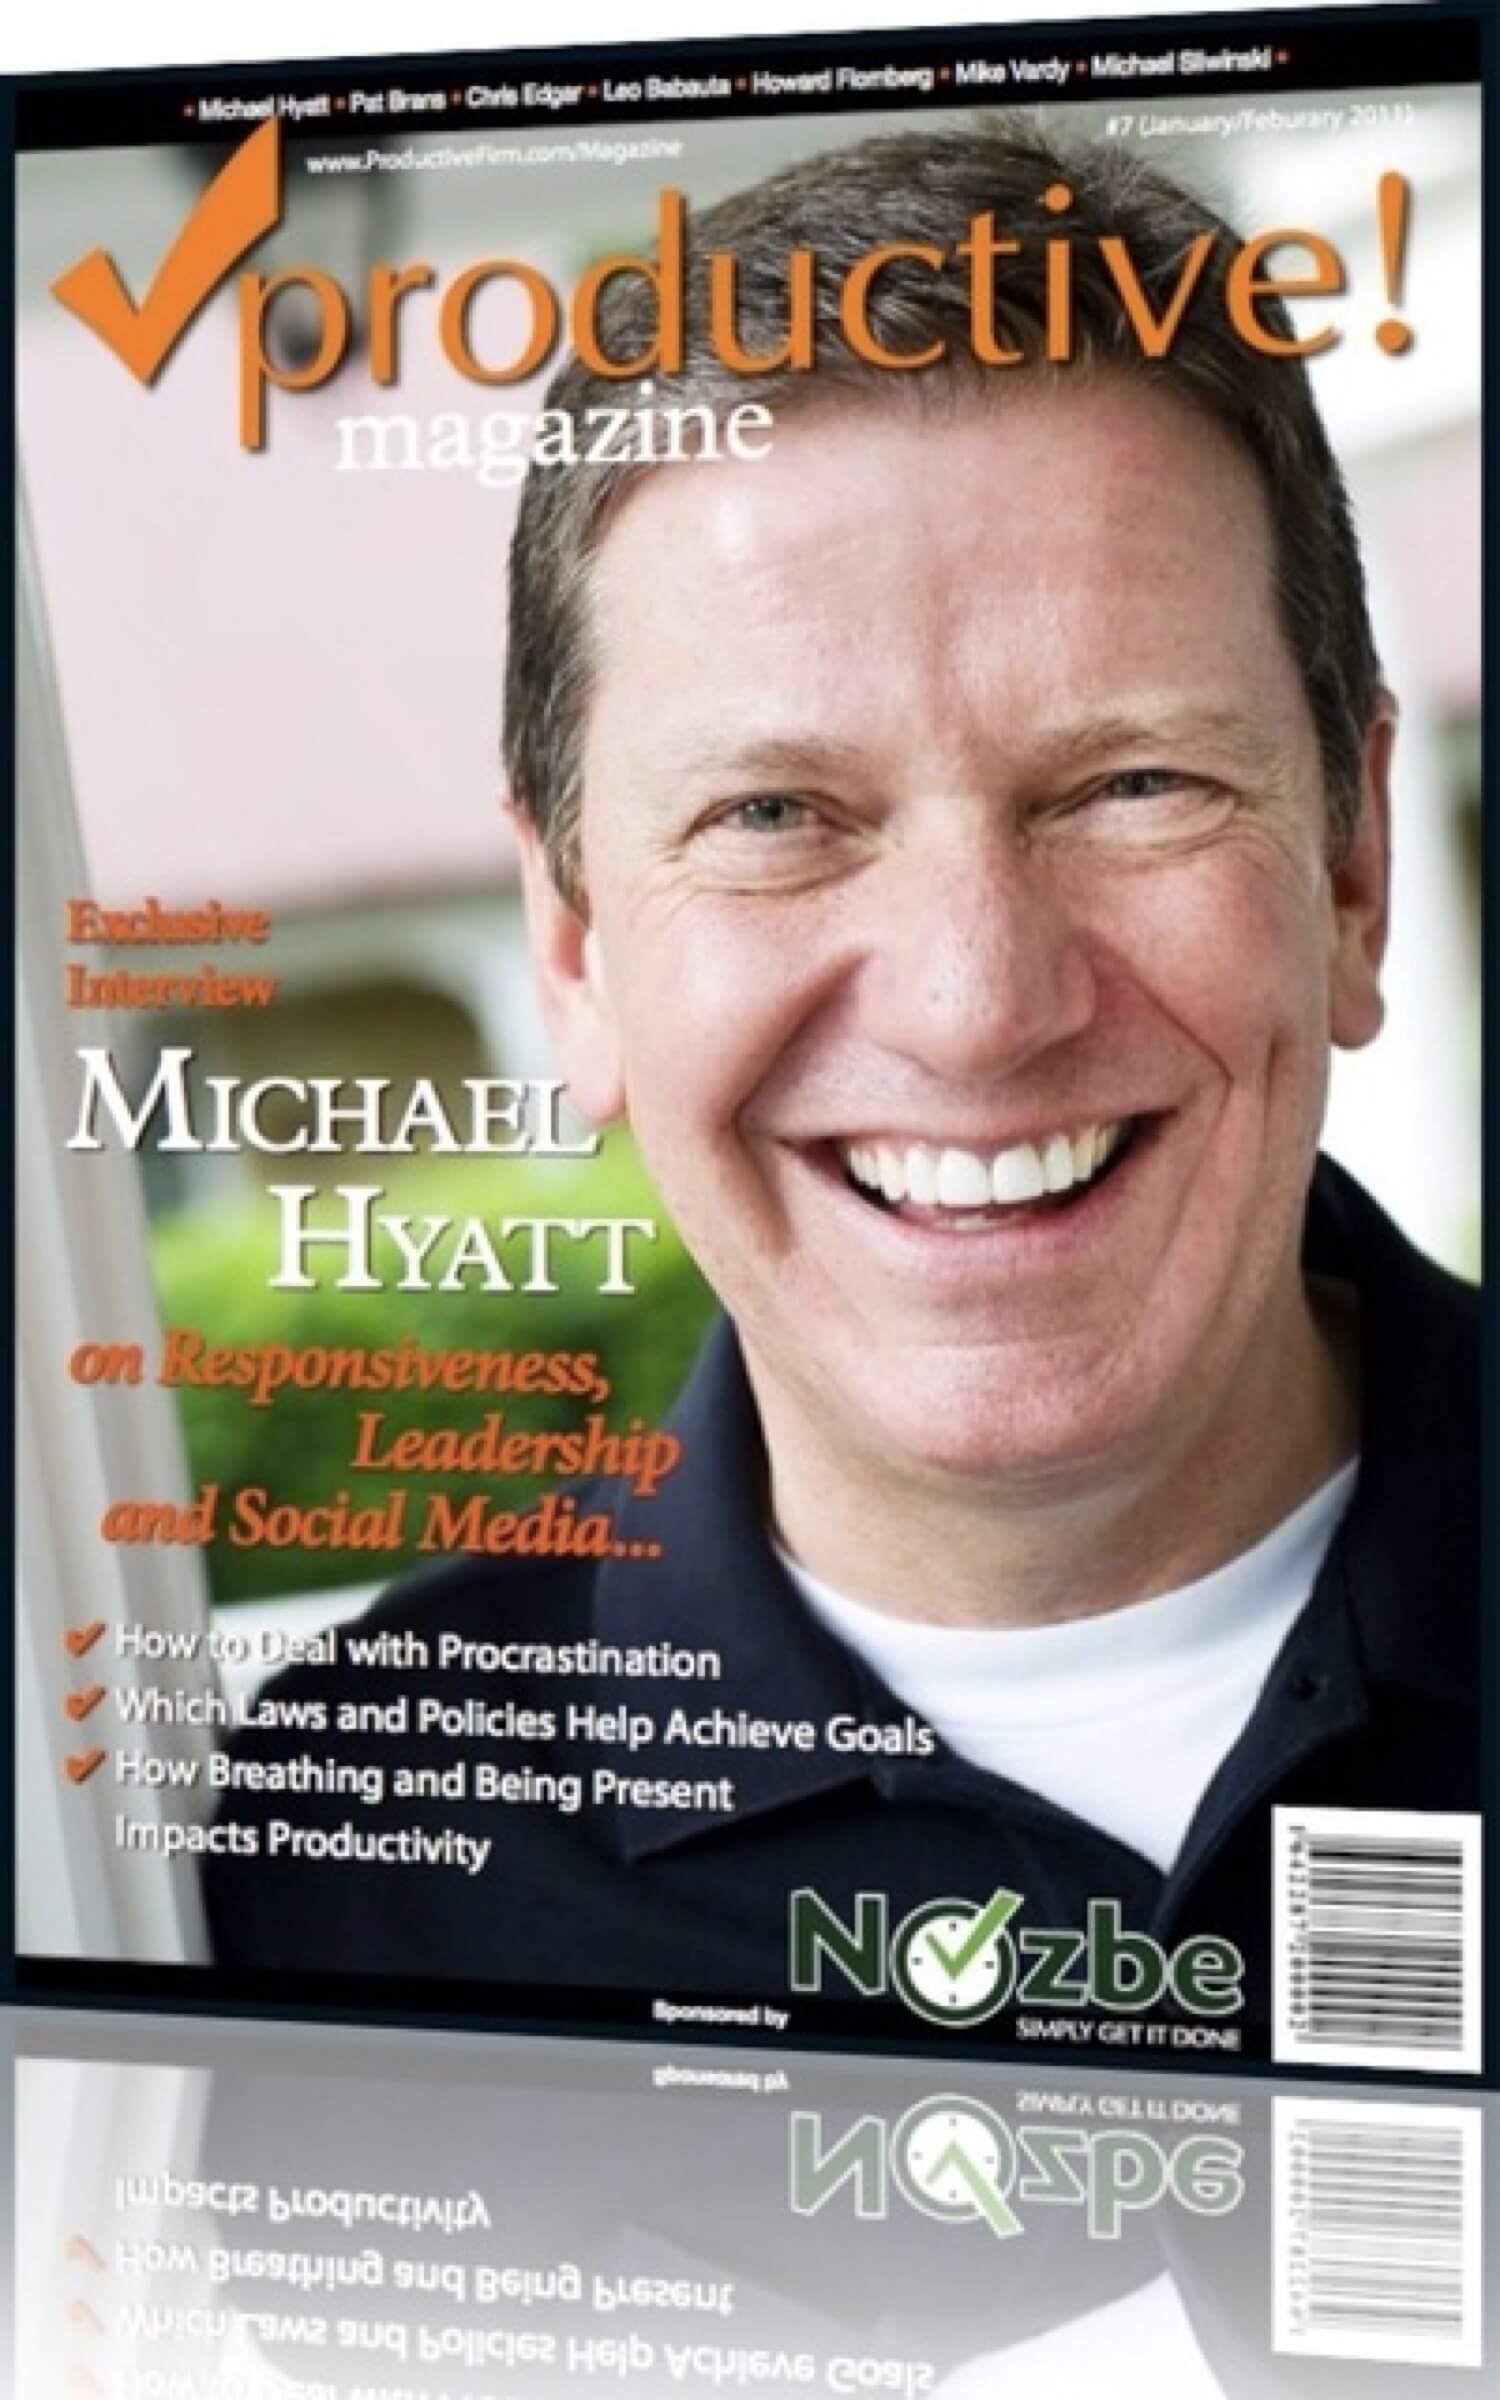 • Michael Hyatt • Pat Brans • Chris Edgar • Leo Babauta • Howard Flomberg • Mike Vardy • Michael Sliwinski •
www.ProductiveFirm.com/Magazine
#7 (January/Feburary 2011)
productive!
magazine
Exclusive
Interview
MICHAEL
HYATT
on Responsiveness,
Leadership
and Social Media...
✔ How to Deal with Procrastination
✔ Which Laws and Policies Help Achieve Goals
✔ How Breathing and Being Present
Impacts Productivity
Sponsored by
Nozbe
SIMPLY GET IT DONE